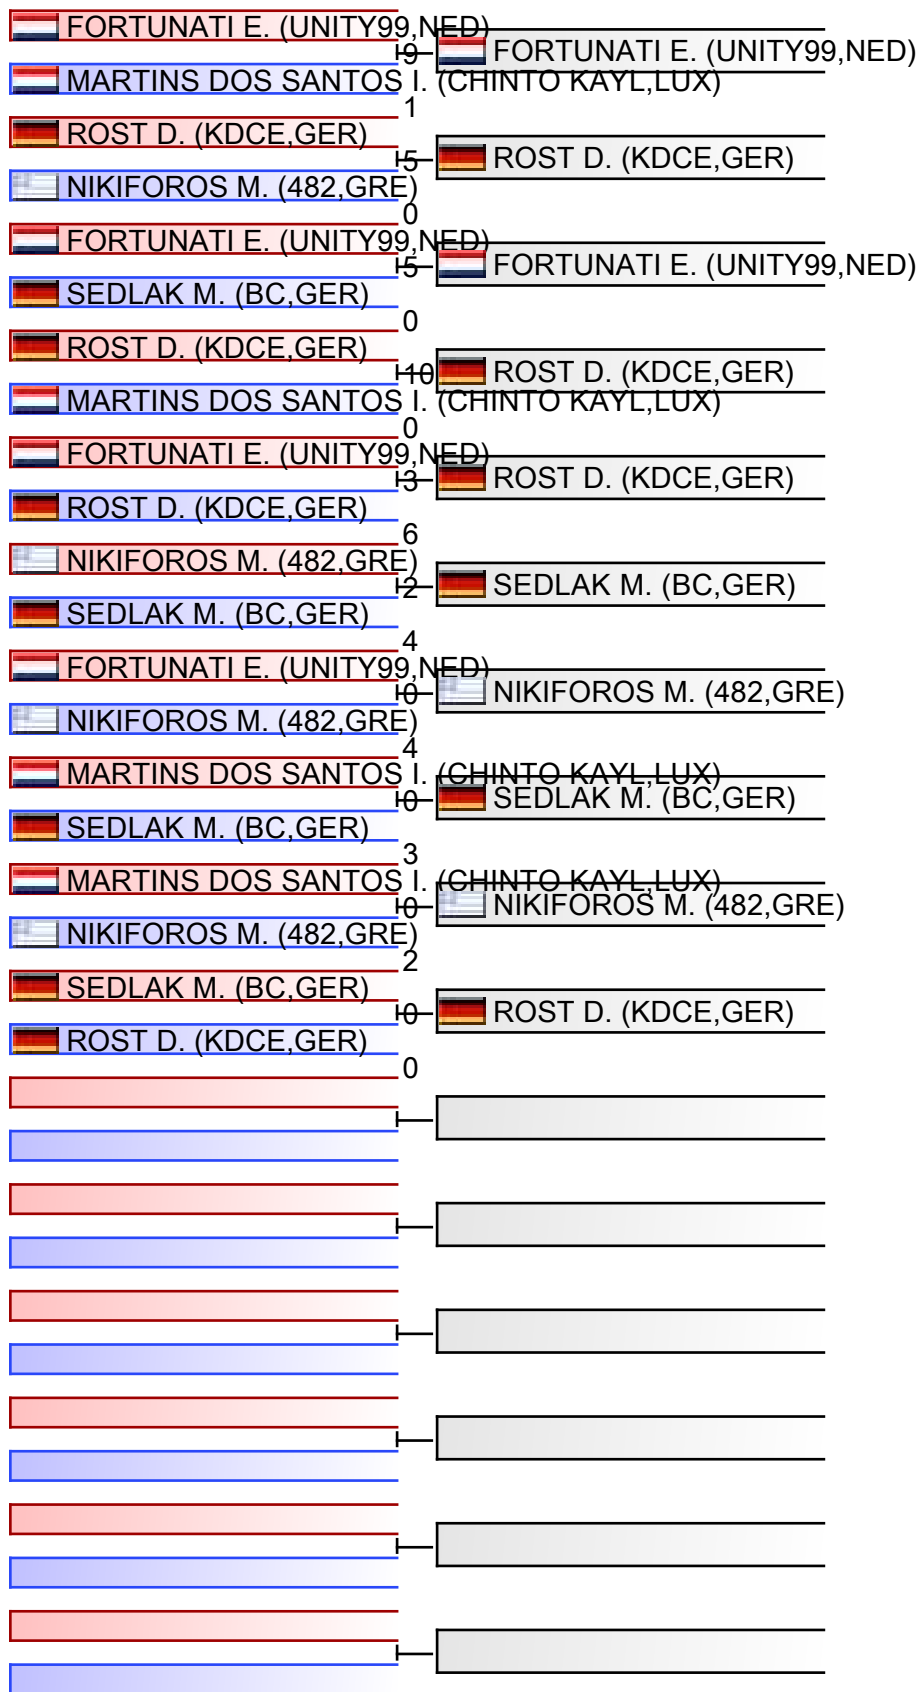 FORTUNATI E. (UNITY99,NED)
9
FORTUNATI E. (UNITY99,NED)
MARTINS DOS SANTOS I. (CHINTO KAYL,LUX)
1
ROST D. (KDCE,GER)
5
ROST D. (KDCE,GER)
NIKIFOROS M. (482,GRE)
0
FORTUNATI E. (UNITY99,NED)
5
FORTUNATI E. (UNITY99,NED)
SEDLAK M. (BC,GER)
0
ROST D. (KDCE,GER)
10
ROST D. (KDCE,GER)
MARTINS DOS SANTOS I. (CHINTO KAYL,LUX)
0
FORTUNATI E. (UNITY99,NED)
3
ROST D. (KDCE,GER)
ROST D. (KDCE,GER)
6
NIKIFOROS M. (482,GRE)
2
SEDLAK M. (BC,GER)
SEDLAK M. (BC,GER)
4
FORTUNATI E. (UNITY99,NED)
0
NIKIFOROS M. (482,GRE)
NIKIFOROS M. (482,GRE)
4
MARTINS DOS SANTOS I. (CHINTO KAYL,LUX)
0
SEDLAK M. (BC,GER)
SEDLAK M. (BC,GER)
3
MARTINS DOS SANTOS I. (CHINTO KAYL,LUX)
0
NIKIFOROS M. (482,GRE)
NIKIFOROS M. (482,GRE)
2
SEDLAK M. (BC,GER)
0
ROST D. (KDCE,GER)
ROST D. (KDCE,GER)
0